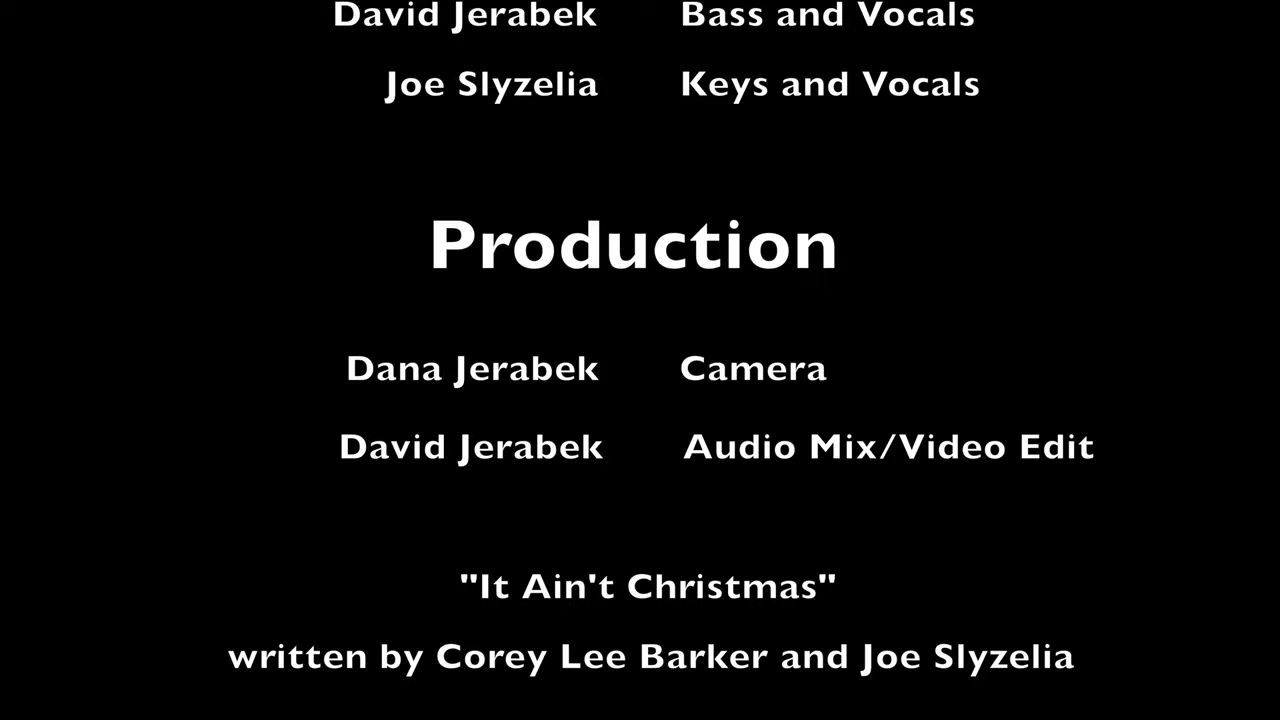 David Jerabek Bass and Vocals
Joe Slyzelia Keys and Vocals
Production
Dana Jerabek Camera
David Jerabek Audio Mix/Video Edit
"It Ain't Christmas"
written by Corey Lee Barker and Joe Slyzelia